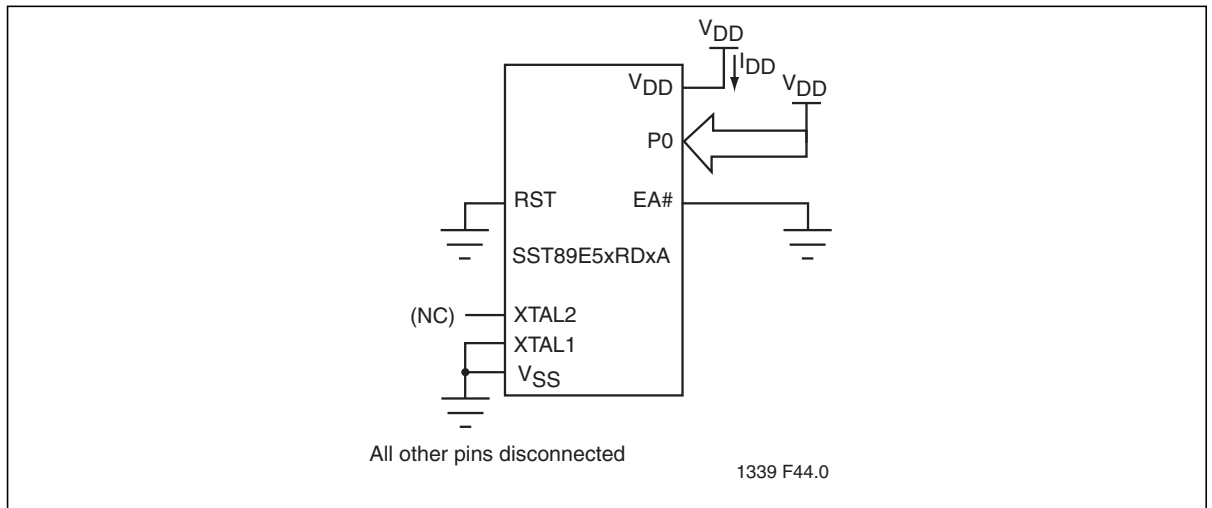 VDD
IDD
VDD
VDD
P0
RST
EA#
SST89E5xRDxA
(NC)
XTAL2
XTAL1
VSS
All other pins disconnected
1339 F44.0